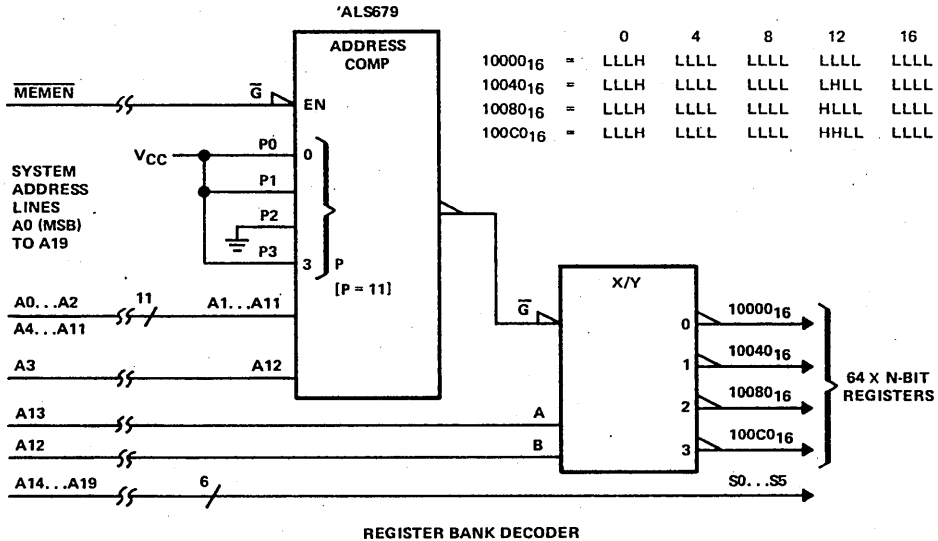 'ALS679
ADDRESS
COMP
0 4 8 12 16
10000₁₆ = LLLH LLLL LLLL LLLL LLLL
10040₁₆ = LLLH LLLL LLLL LHLL LLLL
10080₁₆ = LLLH LLLL LLLL HLLL LLLL
100C0₁₆ = LLLH LLLL LLLL HHLL LLLL
MEMEN
G
EN
VCC
P0
0
P1
P2
P3
3
P
[P = 11]
SYSTEM
ADDRESS
LINES
A0 (MSB)
TO A19
A0...A2
11
A1...A11
A4...A11
A3
A12
A13
A
A12
B
A14...A19
6
S0...S5
X/Y
G
0
10000₁₆
1
10040₁₆
2
10080₁₆
3
100C0₁₆
64 X N-BIT
REGISTERS
REGISTER BANK DECODER